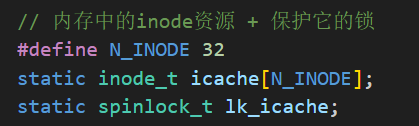 // 内存中的inode资源 + 保护它的锁
#define N_INODE 32
static inode_t icache[N_INODE];
static spinlock_t lk_icache;